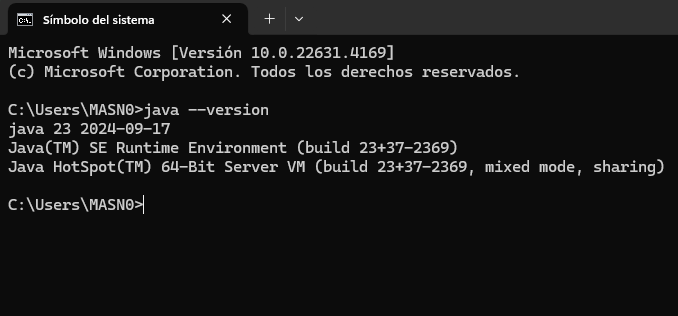 Símbolo del sistema
Microsoft Windows [Versión 10.0.22631.4169]
(c) Microsoft Corporation. Todos los derechos reservados.
C:\Users\MASN0>java --version
java 23 2024-09-17
Java(TM) SE Runtime Environment (build 23+37-2369)
Java HotSpot(TM) 64-Bit Server VM (build 23+37-2369, mixed mode, sharing)
C:\Users\MASN0>